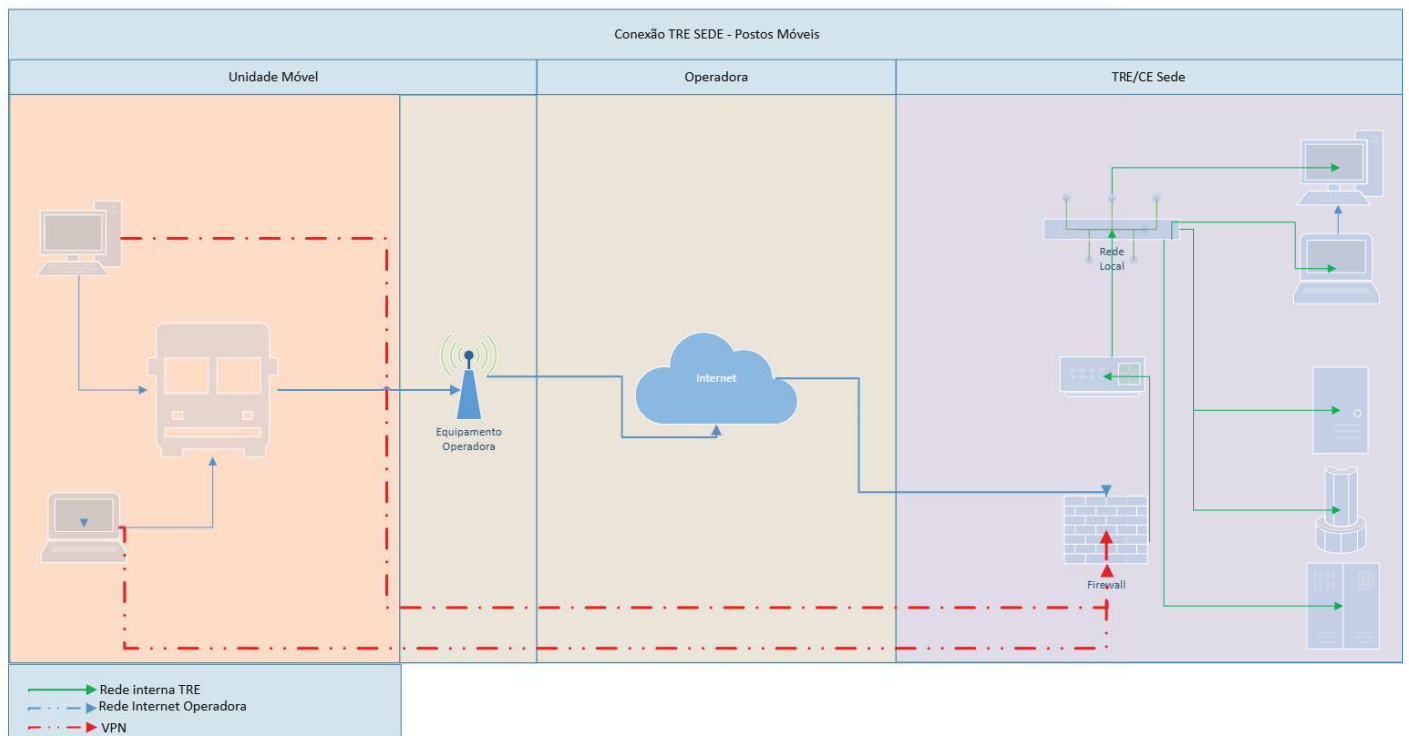 Conexão TRE SEDE - Postos Móveis
Unidade Móvel
Operadora
TRE/CE Sede
Rede
Local
Internet
Equipamento
Operadora
Firewall
Rede interna TRE
Rede Internet Operadora
VPN